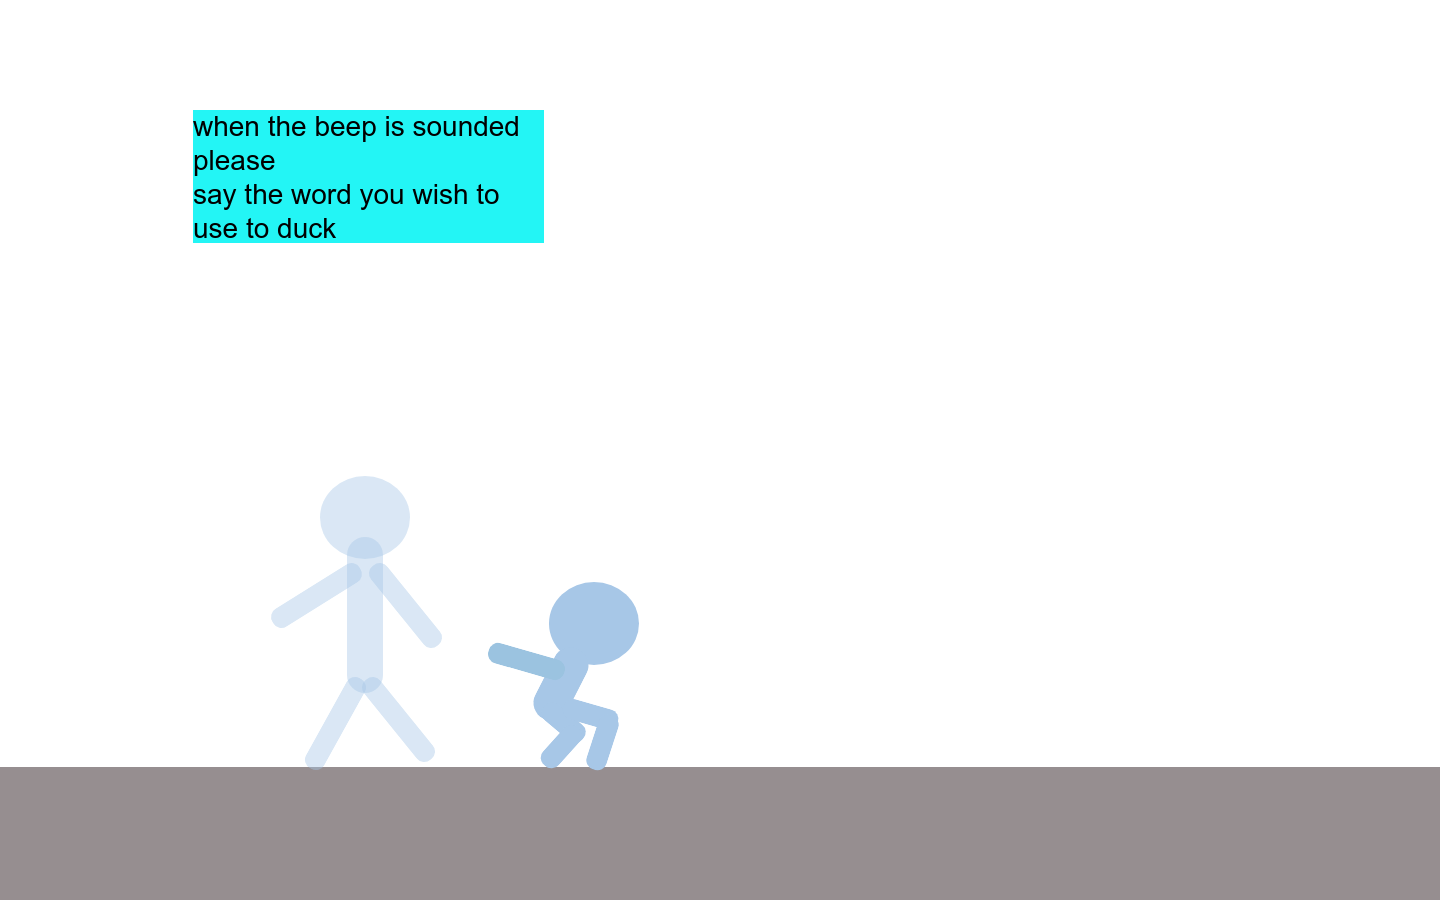 when the beep is sounded
please
say the word you wish to
use to duck